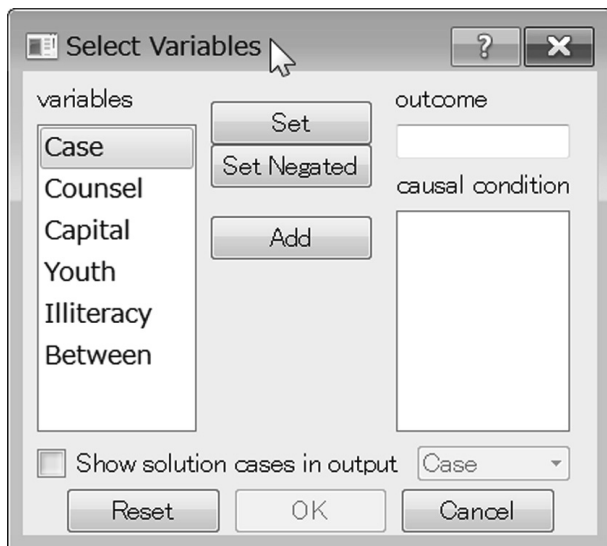 Select Variables
?
variables
Case
Counsel
Capital
Youth
Illiteracy
Between
Set
Set Negated
Add
outcome
causal condition
Show solution cases in output
Case
Reset
OK
Cancel